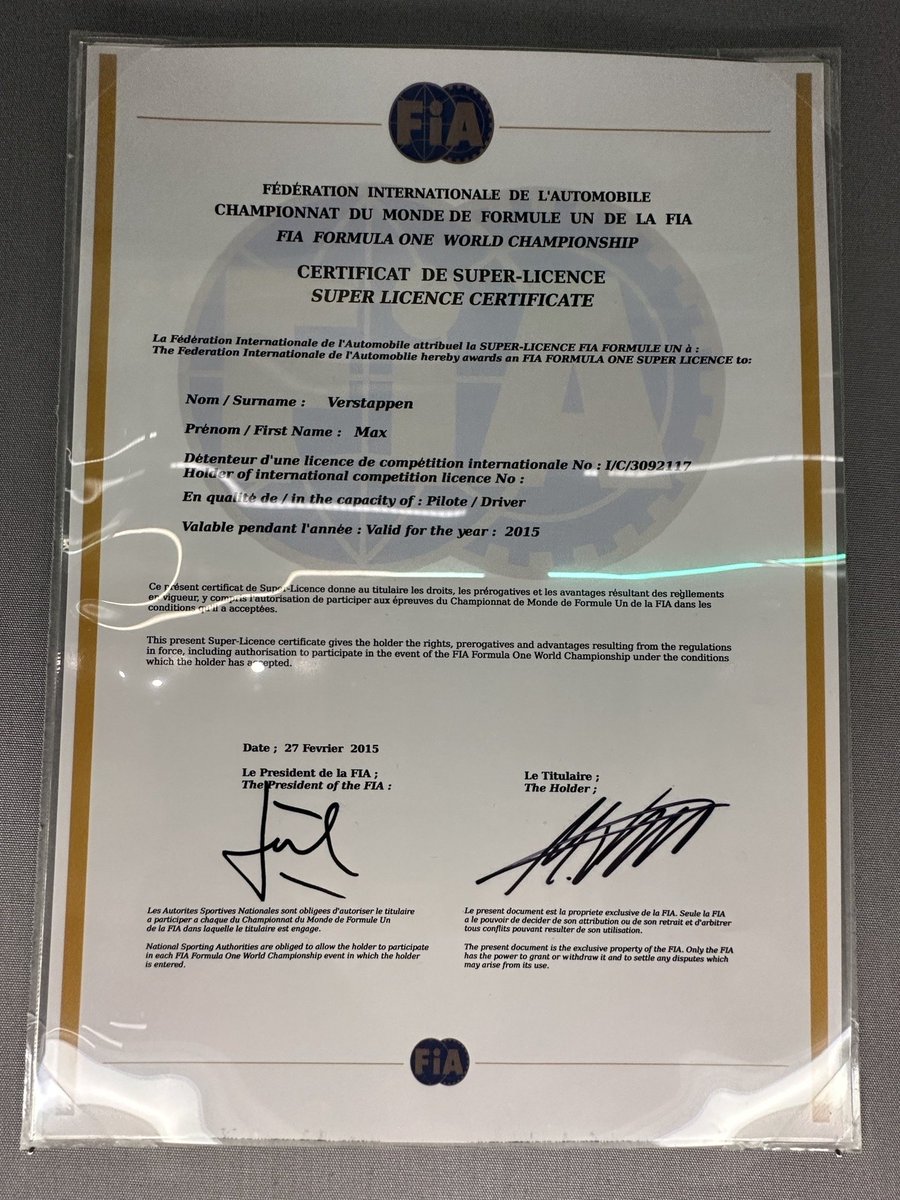 FiA
FÉDÉRATION INTERNATIONALE DE L'AUTOMOBILE
CHAMPIONNAT DU MONDE DE FORMULE UN DE LA FIA
FIA FORMULA ONE WORLD CHAMPIONSHIP
CERTIFICAT DE SUPER-LICENCE
SUPER LICENCE CERTIFICATE
La Fédération Internationale de l'Automobile attribuel la SUPER-LICENCE FIA FORMULE UN à :
The Federation Internationale de l'Automobile hereby awards an FIA FORMULA ONE SUPER LICENCE to:
Nom / Surname : Verstappen
Prénom / First Name : Max
Détenteur d'une licence de compétition internationale No : I/C/3092117
Holder of international competition licence No :
En qualité de / in the capacity of : Pilote / Driver
Valable pendant l'année : Valid for the year : 2015
Ce présent certificat de Super-Licence donne au titulaire les droits, les prérogatives et les avantages résultant des règllements
en vigueur, y compris l'autorisation de participer aux épreuves du Championnat de Monde de Formule Un de la FIA dans les
conditions qu'il a acceptées.
This present Super-Licence certificate gives the holder the rights, prerogatives and advantages resulting from the regulations
in force, including authorisation to participate in the event of the FIA Formula One World Championship under the conditions
which the holder has accepted.
Date ; 27 Fevrier 2015
Le President de la FIA ;
The President of the FIA :
Le Titulaire ;
The Holder ;
Les Autorites Sportives Nationales sont obligees d'autoriser le titulaire
a participer a chaque du Championnat du Monde de Formule Un
de la FIA dans laquelle le titulaire est engage.
National Sporting Authorities are obliged to allow the holder to participate
in each FIA Formula One World Championship event in which the holder
is entered.
Le present document est la propriete exclusive de la FIA. Seule la FIA
a le pouvoir de decider de son attribution ou de son retrait et d'arbitrer
tous conflits pouvant resulter de son utilisation.
The present document is the exclusive property of the FIA. Only the FIA
has the power to grant or withdraw it and to settle any disputes which
may arise from its use.
FiA